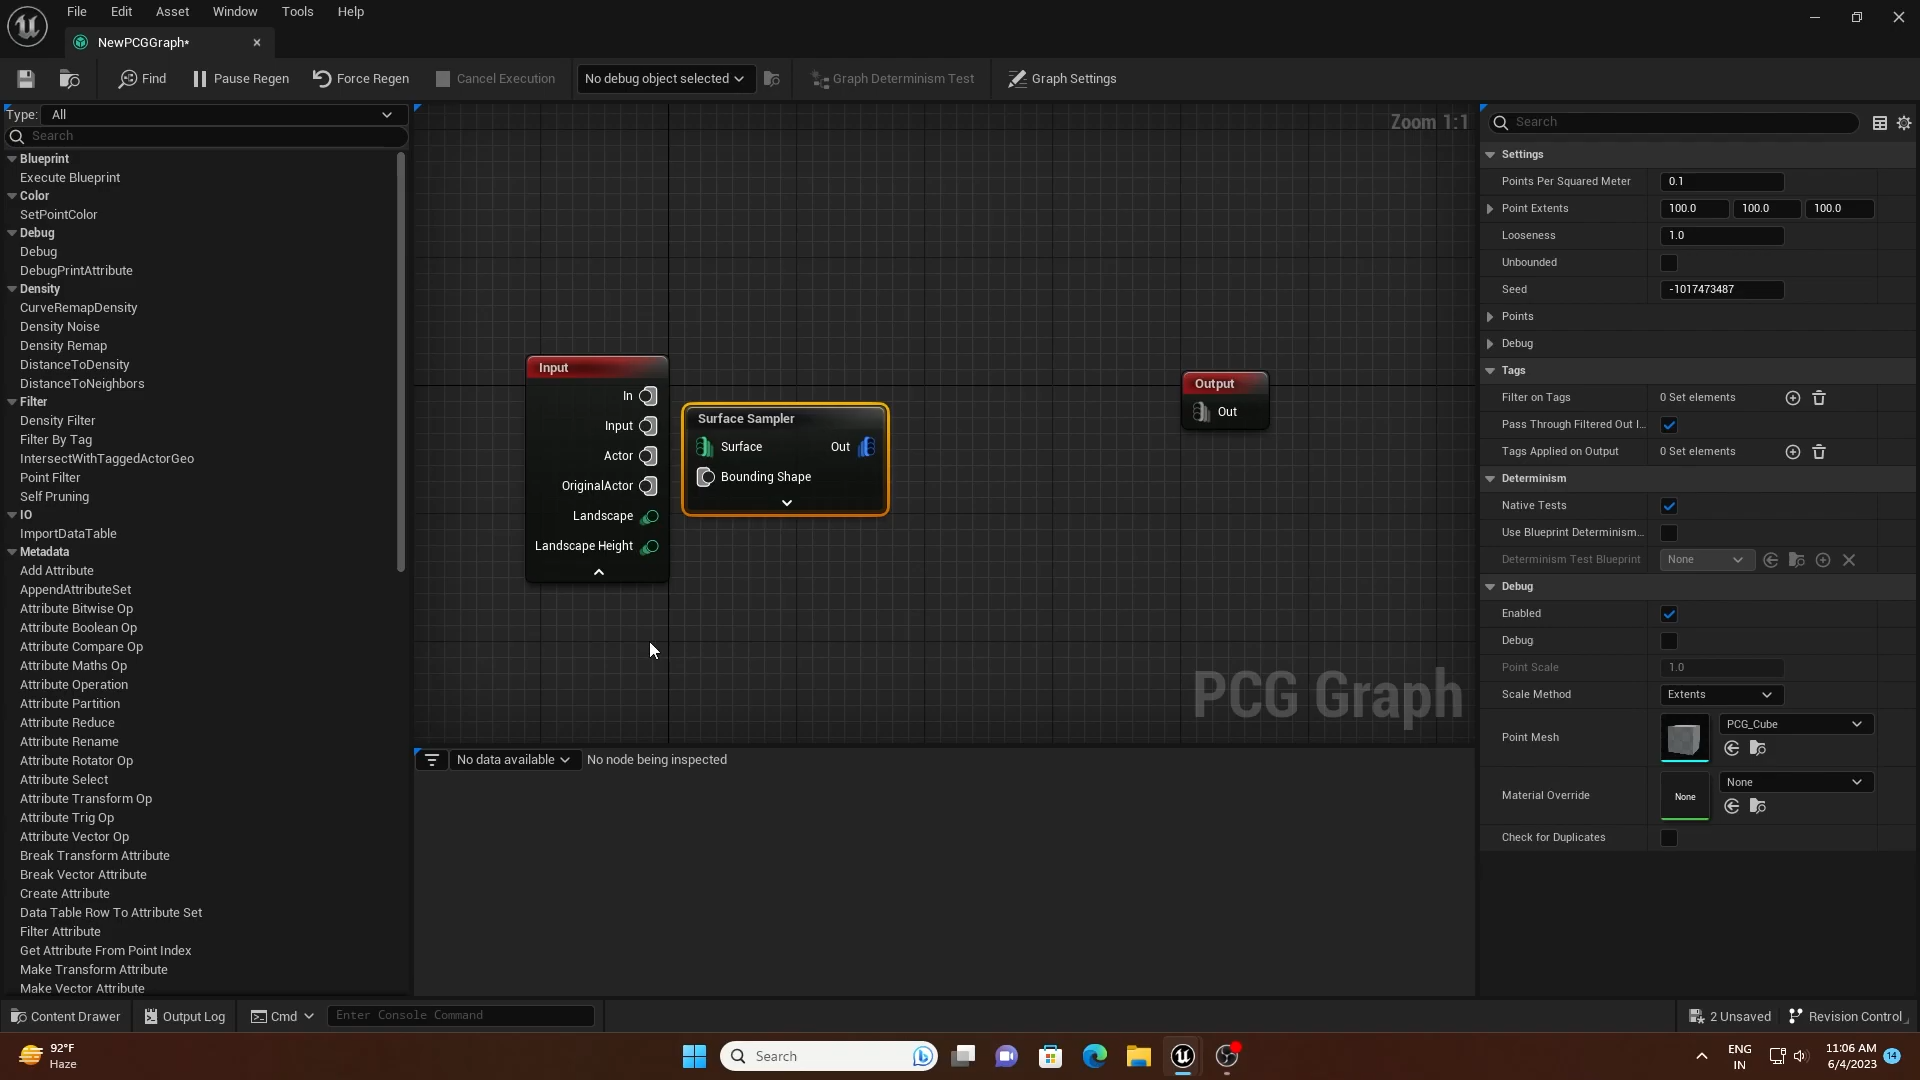 File Edit Asset Window Tools Help
NewPCGGraph*
Find Pause Regen Force Regen Cancel Execution No debug object selected Graph Determinism Test Graph Settings
Type: All
Search
Blueprint
Execute Blueprint
Color
SetPointColor
Debug
Debug
DebugPrintAttribute
Density
CurveRemapDensity
Density Noise
Density Remap
DistanceToDensity
DistanceToNeighbors
Filter
Density Filter
Filter By Tag
IntersectWithTaggedActorGeo
Point Filter
Self Pruning
IO
ImportDataTable
Metadata
Add Attribute
AppendAttributeSet
Attribute Bitwise Op
Attribute Boolean Op
Attribute Compare Op
Attribute Maths Op
Attribute Operation
Attribute Partition
Attribute Reduce
Attribute Rename
Attribute Rotator Op
Attribute Select
Attribute Transform Op
Attribute Trig Op
Attribute Vector Op
Break Transform Attribute
Break Vector Attribute
Create Attribute
Data Table Row To Attribute Set
Filter Attribute
Get Attribute From Point Index
Make Transform Attribute
Make Vector Attribute
Zoom 1:1
Input
In
Input
Actor
OriginalActor
Landscape
Landscape Height
Surface Sampler
Surface Out
Bounding Shape
Output
Out
PCG Graph
No data available No node being inspected
Search
Settings
Points Per Squared Meter 0.1
Point Extents 100.0 100.0 100.0
Looseness 1.0
Unbounded
Seed -1017473487
Points
Debug
Tags
Filter on Tags 0 Set elements
Pass Through Filtered Out I...
Tags Applied on Output 0 Set elements
Determinism
Native Tests
Use Blueprint Determinism...
Determinism Test Blueprint None
Debug
Enabled
Debug
Point Scale 1.0
Scale Method Extents
Point Mesh PCG_Cube
Material Override None None
Check for Duplicates
Content Drawer Output Log Cmd Enter Console Command 2 Unsaved Revision Control
92°F
Haze
Search
ENG
IN
11:06 AM
6/4/2023
14